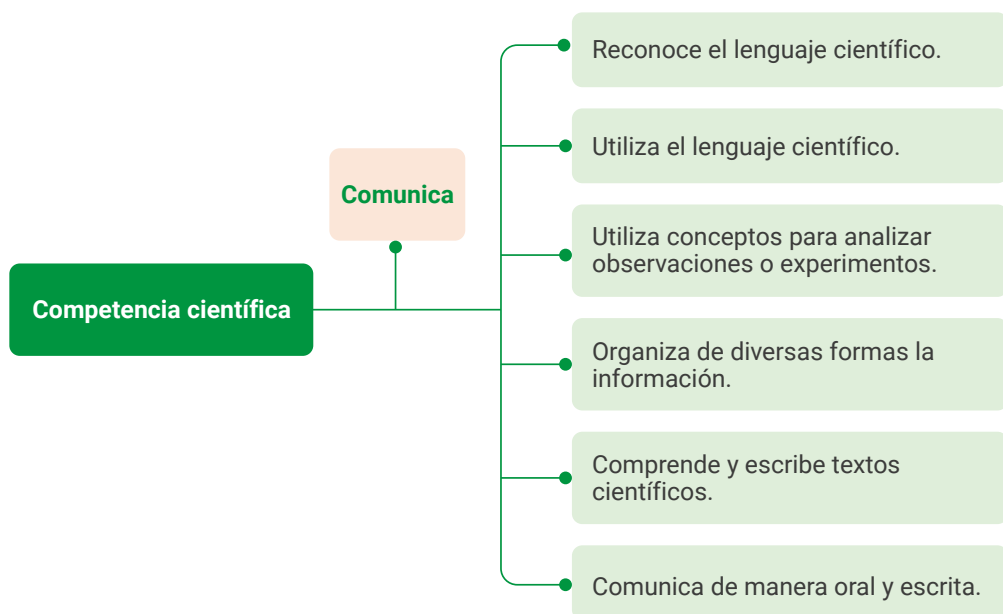 Competencia científica
Comunica
Reconoce el lenguaje científico.
Utiliza el lenguaje científico.
Utiliza conceptos para analizar
observaciones o experimentos.
Organiza de diversas formas la
información.
Comprende y escribe textos
científicos.
Comunica de manera oral y escrita.